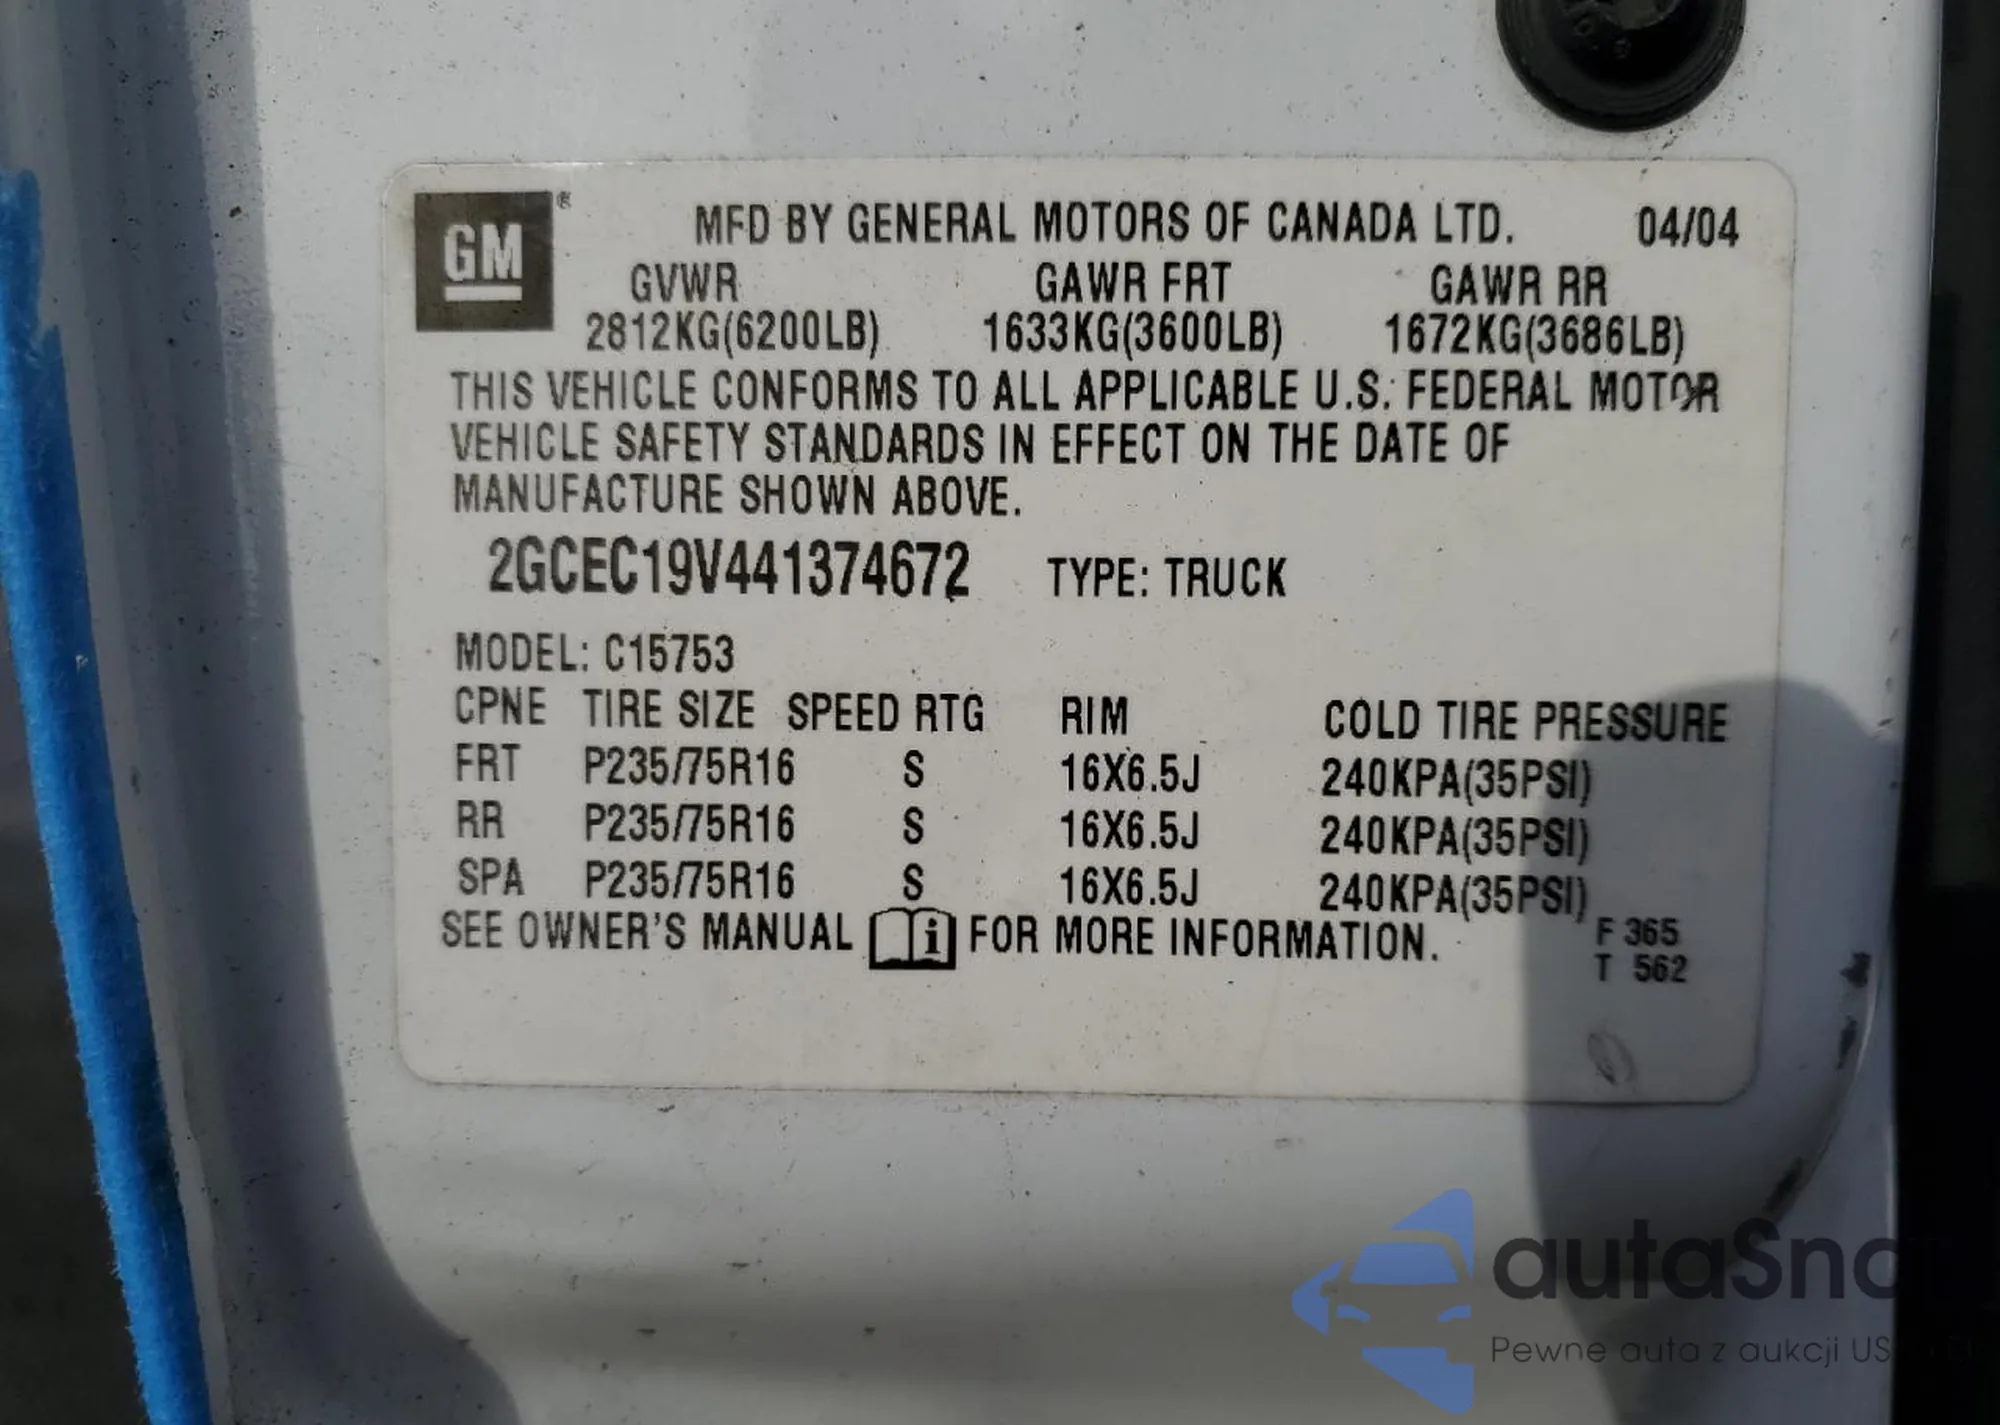 GM®
MFD BY GENERAL MOTORS OF CANADA LTD. 04/04
GVWR GAWR FRT GAWR RR
2812KG(6200LB) 1633KG(3600LB) 1672KG(3686LB)
THIS VEHICLE CONFORMS TO ALL APPLICABLE U.S. FEDERAL MOTOR
VEHICLE SAFETY STANDARDS IN EFFECT ON THE DATE OF
MANUFACTURE SHOWN ABOVE.
2GCEC19V441374672 TYPE: TRUCK
MODEL: C15753
CPNE TIRE SIZE SPEED RTG RIM COLD TIRE PRESSURE
FRT P235/75R16 S 16X6.5J 240KPA(35PSI)
RR P235/75R16 S 16X6.5J 240KPA(35PSI)
SPA P235/75R16 S 16X6.5J 240KPA(35PSI)
SEE OWNER'S MANUAL i FOR MORE INFORMATION.
F 365
T 562
autaSna
Pewne auta z aukcji US